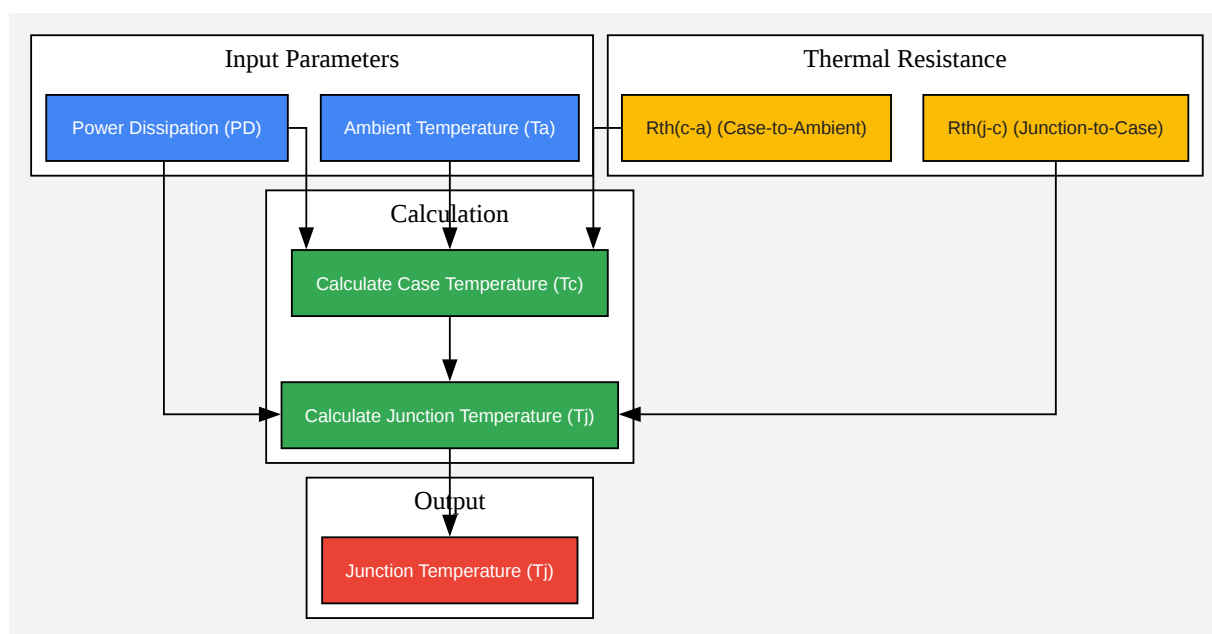 Input Parameters
Thermal Resistance
Power Dissipation (PD)
Ambient Temperature (Ta)
Rth(c-a) (Case-to-Ambient)
Rth(j-c) (Junction-to-Case)
Calculation
Calculate Case Temperature (Tc)
Calculate Junction Temperature (Tj)
Output
Junction Temperature (Tj)